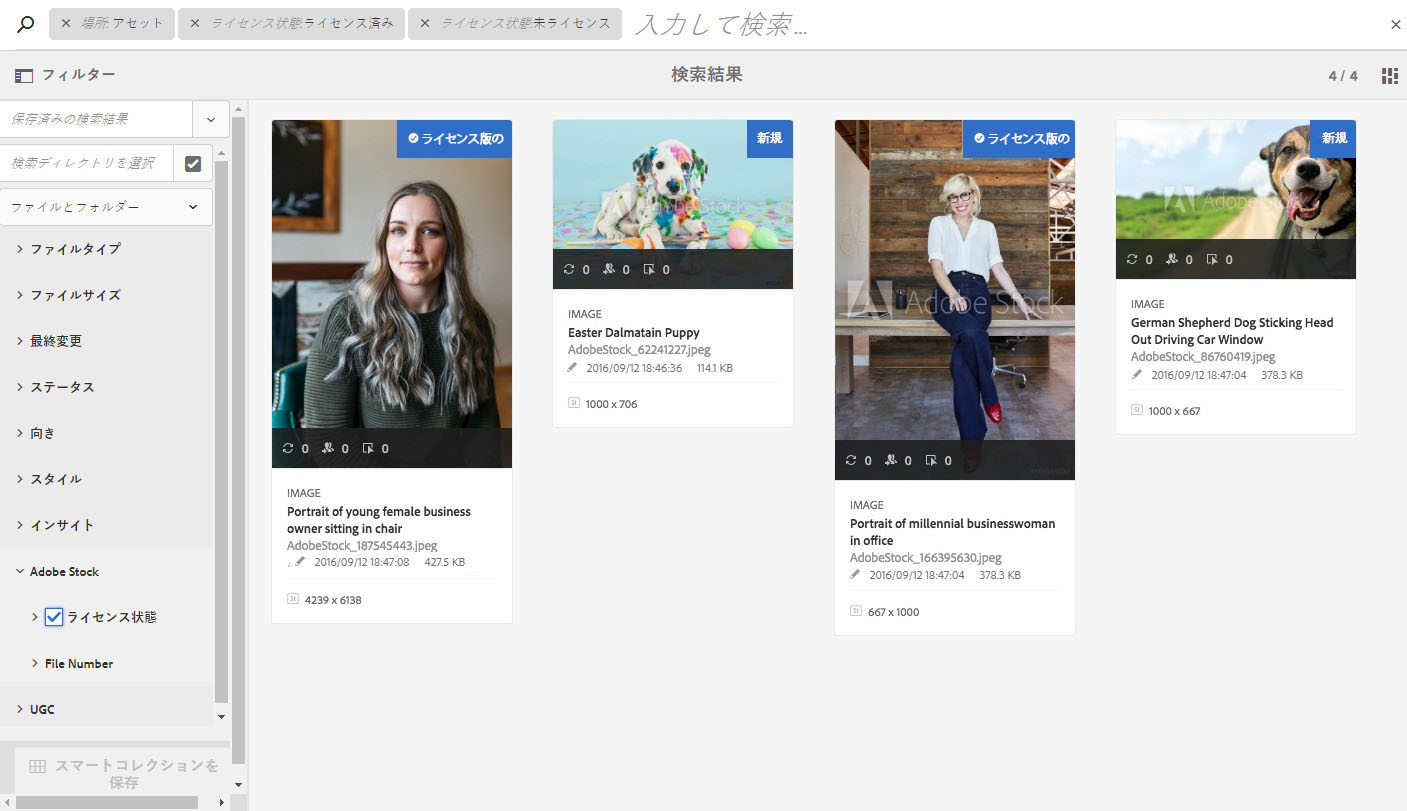 場所: アセット
ライセンス状態:ライセンス済み
ライセンス状態:未ライセンス
入力して検索...
フィルター
検索結果
4 / 4
保存済みの検索結果
検索ディレクトリを選択
ファイルとフォルダー
ファイルタイプ
ファイルサイズ
最終変更
ステータス
向き
スタイル
インサイト
Adobe Stock
ライセンス状態
File Number
UGC
スマートコレクションを
保存
ライセンス版の
0 0 0
IMAGE
Portrait of young female business
owner sitting in chair
AdobeStock_187545443.jpeg
2016/09/12 18:47:08 427.5 KB
St 4239 x 6138
新規
Adobe Stock
0 0 0
IMAGE
Easter Dalmatain Puppy
AdobeStock_62241227.jpeg
2016/09/12 18:46:36 114.1 KB
St 1000 x 706
ライセンス版の
Adobe Stock
0 0 0
IMAGE
Portrait of millennial businesswoman
in office
AdobeStock_166395630.jpeg
2016/09/12 18:47:04 378.3 KB
St 667 x 1000
新規
Adobe Stock
0 0 0
IMAGE
German Shepherd Dog Sticking Head
Out Driving Car Window
AdobeStock_86760419.jpeg
2016/09/12 18:47:04 378.3 KB
St 1000 x 667